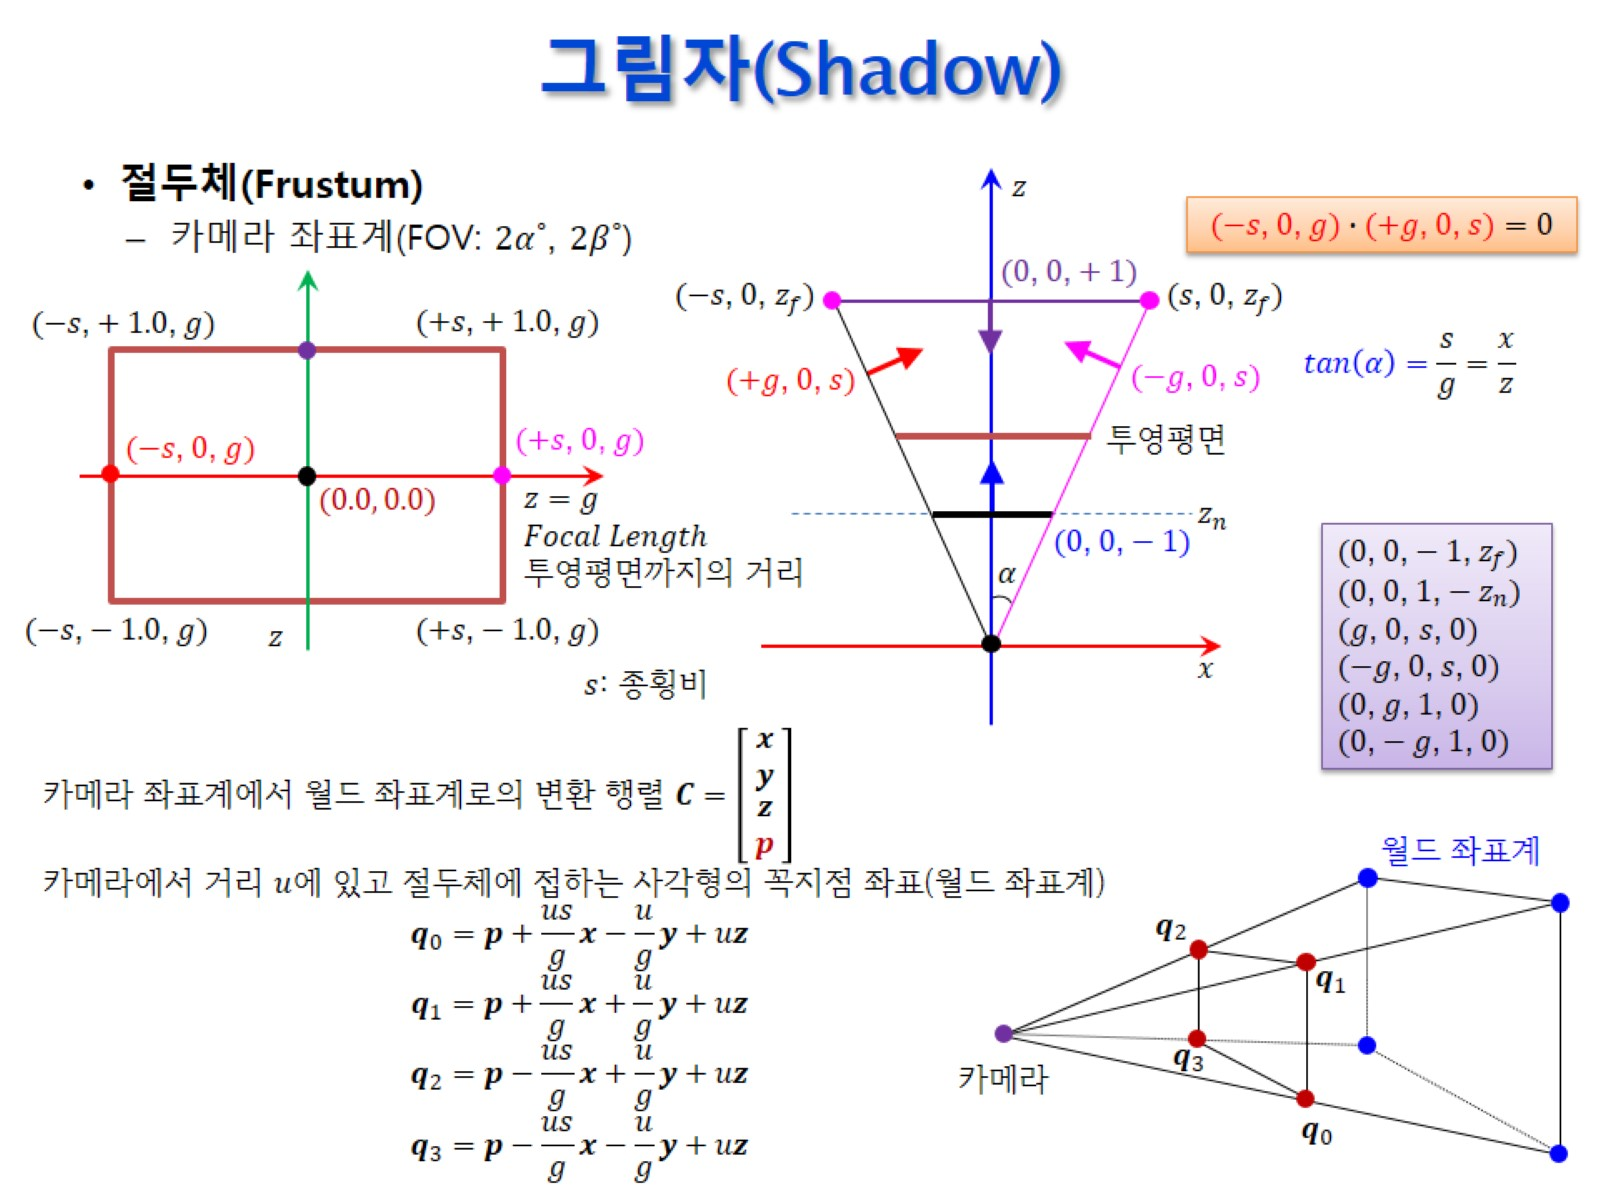 그림자(Shadow)
• 절두체(Frustum)
– 카메라 좌표계(FOV: 2α˚, 2β˚)
(−s, + 1.0, g)
(+s, + 1.0, g)
(−s, 0, g)
(+s, 0, g)
(0.0, 0.0)
z = g
Focal Length
투영평면까지의 거리
(−s, − 1.0, g)
z
(+s, − 1.0, g)
s: 종횡비
z
(−s, 0, g) · (+g, 0, s) = 0
(0, 0, + 1)
(−s, 0, z_f)
(s, 0, z_f)
(+g, 0, s)
(−g, 0, s)
tan(α) = s/g = x/z
투영평면
z_n
(0, 0, − 1)
α
x
(0, 0, − 1, z_f)
(0, 0, 1, − z_n)
(g, 0, s, 0)
(−g, 0, s, 0)
(0, g, 1, 0)
(0, − g, 1, 0)
카메라 좌표계에서 월드 좌표계로의 변환 행렬 C = [x y z p]
카메라에서 거리 u에 있고 절두체에 접하는 사각형의 꼭지점 좌표(월드 좌표계)
q₀ = p + us/g x − u/g y + uz
q₁ = p + us/g x + u/g y + uz
q₂ = p − us/g x + u/g y + uz
q₃ = p − us/g x − u/g y + uz
월드 좌표계
q₂
q₁
q₃
카메라
q₀